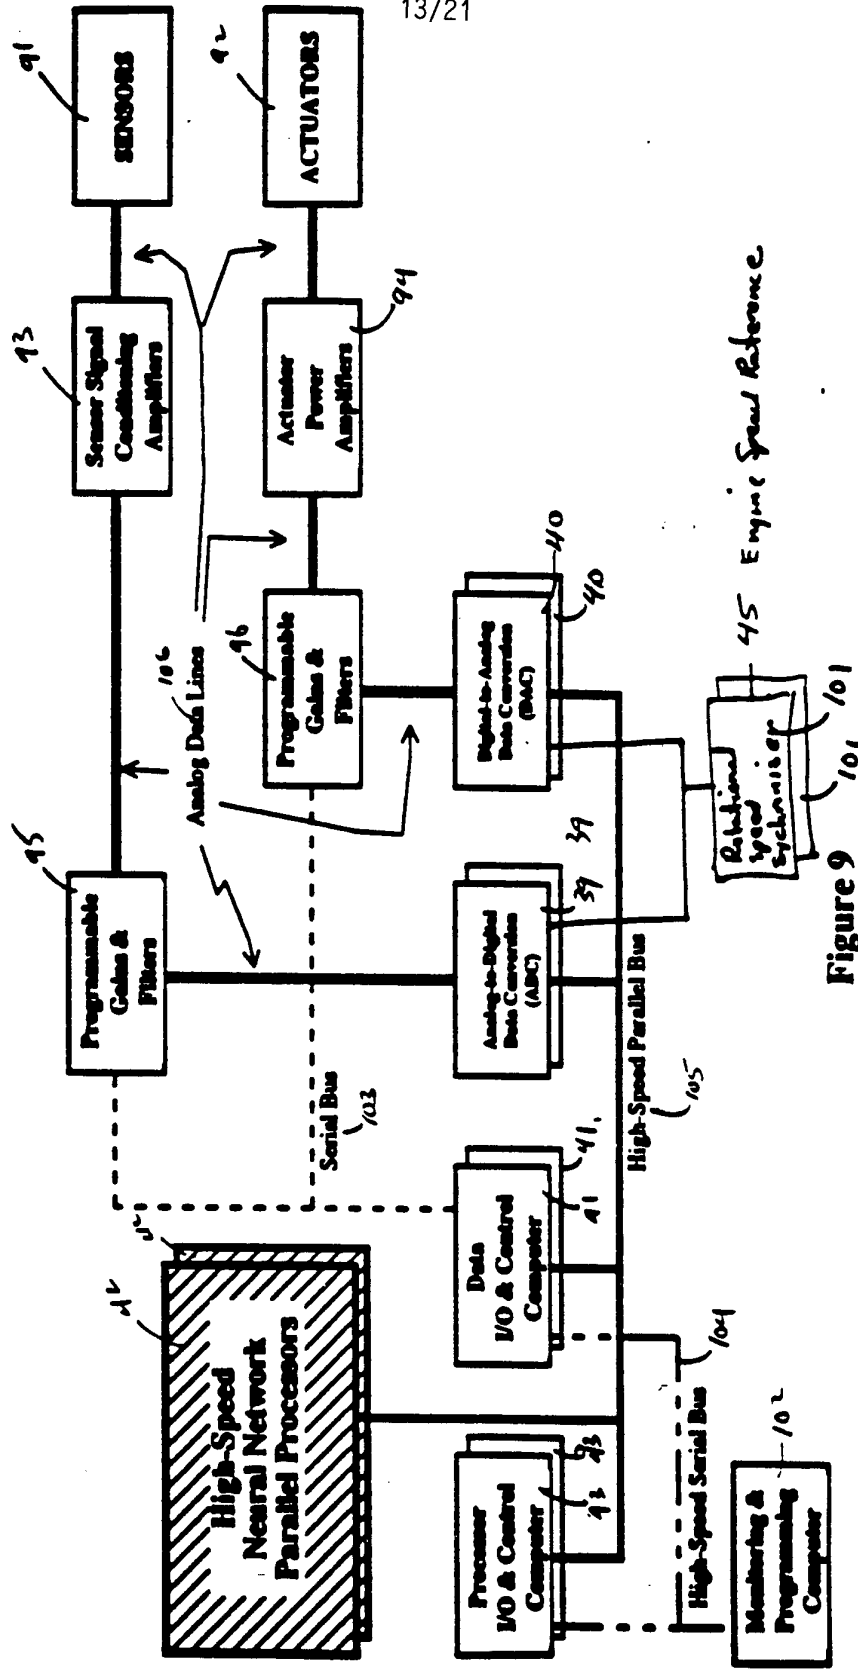 13/21
42
42
High-Speed
Neural Network
Parallel Processors
95
Programmable
Gains &
Filters
93
Sensor Signal
Conditioning
Amplifiers
91
SENSORS
92
ACTUATORS
94
Actuator
Power
Amplifiers
96
Programmable
Gains &
Filters
106
Analog Data Lines
Serial Bus
103
Processor
I/O & Control
Computer
43
43
Data
I/O & Control
Computer
41
41
Analog-to-Digital
Data Conversion
(ADC)
39
39
Digital-to-Analog
Data Conversion
(DAC)
40
40
High-Speed Parallel Bus
105
104
High-Speed Serial Bus
Monitoring &
Programming
Computer
102
Rotational
Speed
Sychronizer
101
101
45 Engine Speed Reference
Figure 9